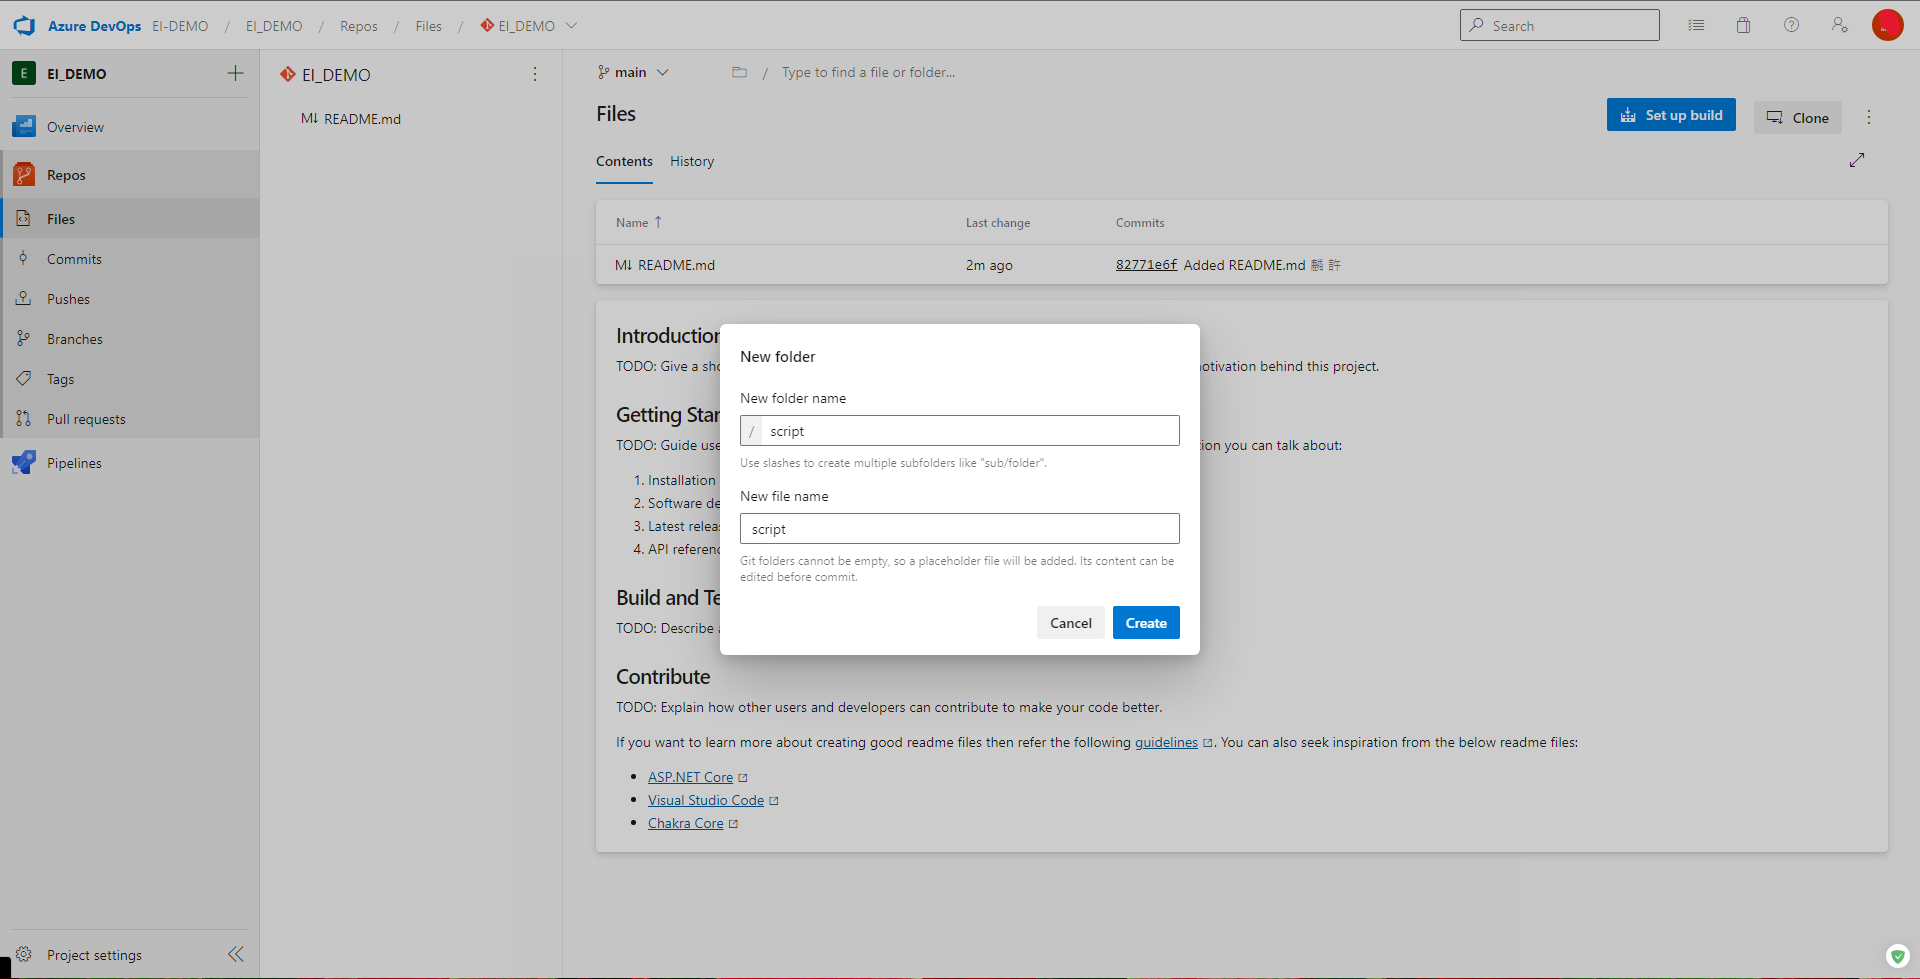 Azure DevOps EI-DEMO / EI_DEMO / Repos / Files / EI_DEMO
Search
E EI_DEMO
Overview
Repos
Files
Commits
Pushes
Branches
Tags
Pull requests
Pipelines
Project settings
EI_DEMO
M↓ README.md
main
/ Type to find a file or folder...
Files
Set up build
Clone
Contents
History
Name ↑ Last change Commits
M↓ README.md 2m ago 82771e6f Added README.md 麟 許
Introduction
TODO: Give a sho
otivation behind this project.
Getting Star
TODO: Guide use
ion you can talk about:
1. Installation
2. Software de
3. Latest relea
4. API referenc
Build and Te
TODO: Describe a
Contribute
TODO: Explain how other users and developers can contribute to make your code better.
If you want to learn more about creating good readme files then refer the following guidelines. You can also seek inspiration from the below readme files:
• ASP.NET Core
• Visual Studio Code
• Chakra Core
New folder
New folder name
/ script
Use slashes to create multiple subfolders like "sub/folder".
New file name
script
Git folders cannot be empty, so a placeholder file will be added. Its content can be
edited before commit.
Cancel
Create